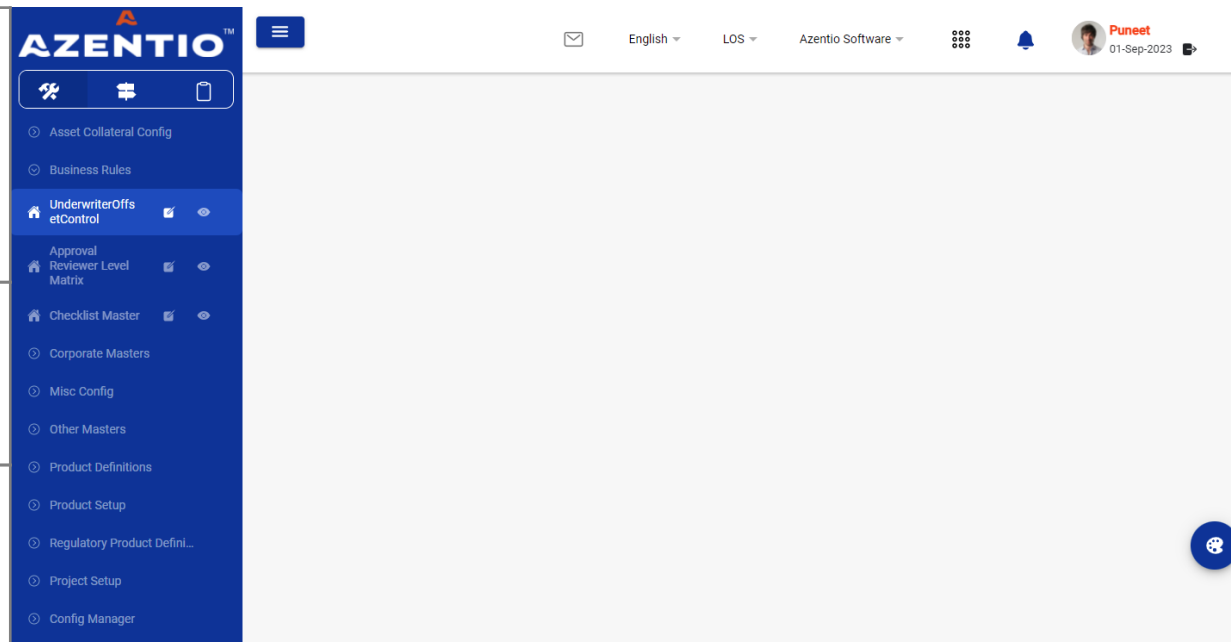 AZENTIO™
English
LOS
Azentio Software
Puneet
01-Sep-2023
Asset Collateral Config
Business Rules
UnderwriterOffs
etControl
Approval
Reviewer Level
Matrix
Checklist Master
Corporate Masters
Misc Config
Other Masters
Product Definitions
Product Setup
Regulatory Product Defini...
Project Setup
Config Manager